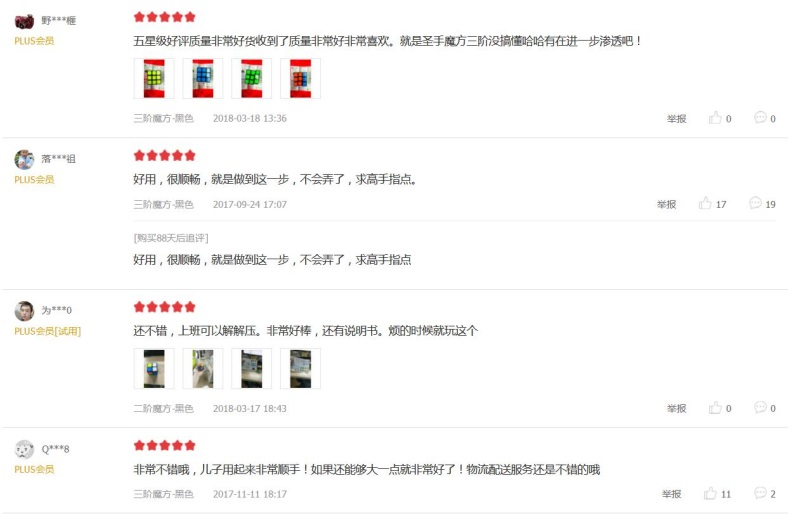 野***框
PLUS会员
五星级好评质量非常好货收到了质量非常好非常喜欢。就是圣手魔方三阶没搞懂哈哈有在进一步渗透吧！
三阶魔方-黑色 2018-03-18 13:36 举报 0 0
落***诅
PLUS会员
好用，很顺畅，就是做到这一步，不会弄了，求高手指点。
三阶魔方-黑色 2017-09-24 17:07 举报 17 19
[购买88天后追评]
好用，很顺畅，就是做到这一步，不会弄了，求高手指点
为***0
PLUS会员[试用]
还不错，上班可以解解压。非常好棒，还有说明书。烦的时候就玩这个
二阶魔方-黑色 2018-03-17 18:43 举报 0 0
Q***8
PLUS会员
非常不错哦，儿子用起来非常顺手！如果还能够大一点就非常好了！物流配送服务还是不错的哦
三阶魔方-黑色 2017-11-11 18:17 举报 11 2